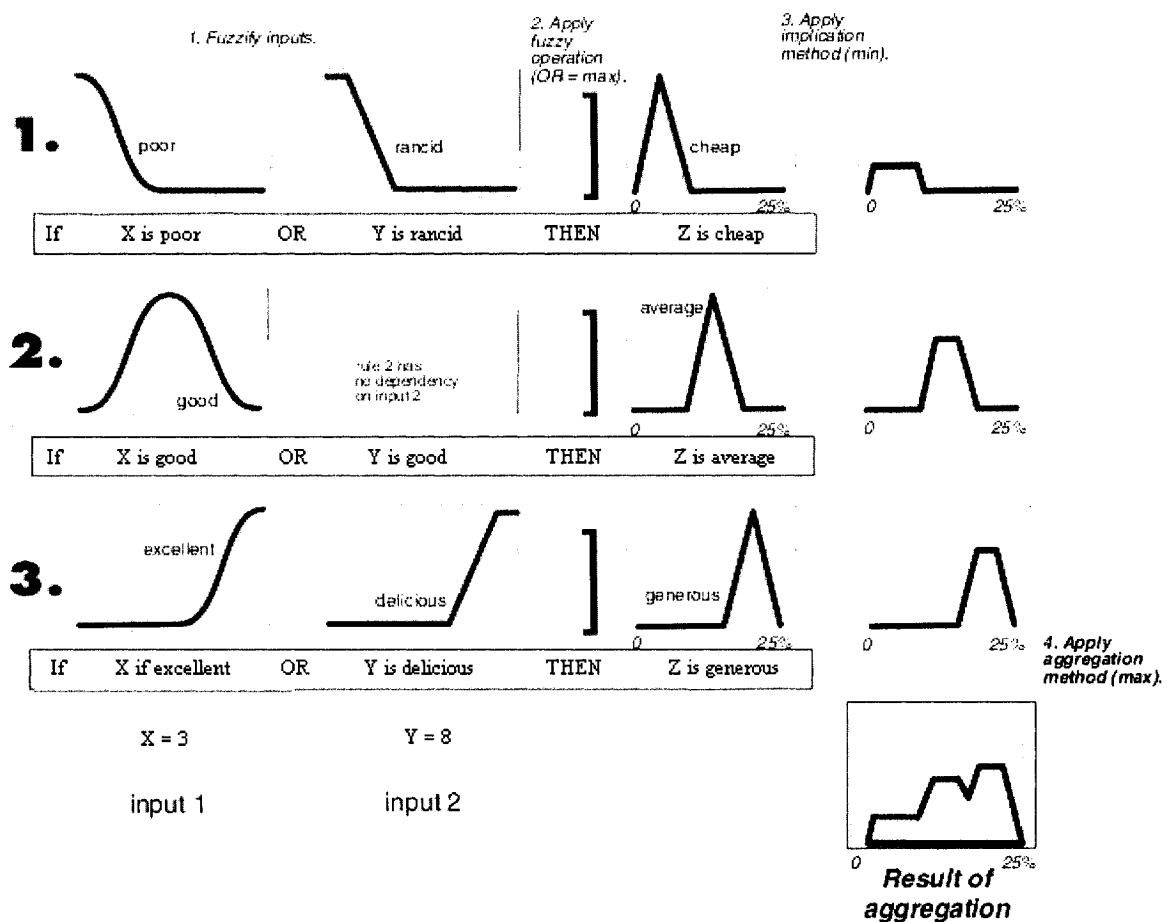 1. Fuzzify inputs.
2. Apply
fuzzy
operation
(OR = max).
3. Apply
implication
method (min).
1.
poor
rancid
cheap
0
25%
0
25%
If X is poor OR Y is rancid THEN Z is cheap
2.
good
rule 2 has
no dependency
on input 2
average
0
25%
0
25%
If X is good OR Y is good THEN Z is average
3.
excellent
delicious
generous
0
25%
0
25%
If X if excellent OR Y is delicious THEN Z is generous
4. Apply
aggregation
method (max).
X = 3
Y = 8
input 1
input 2
0
25%
Result of
aggregation